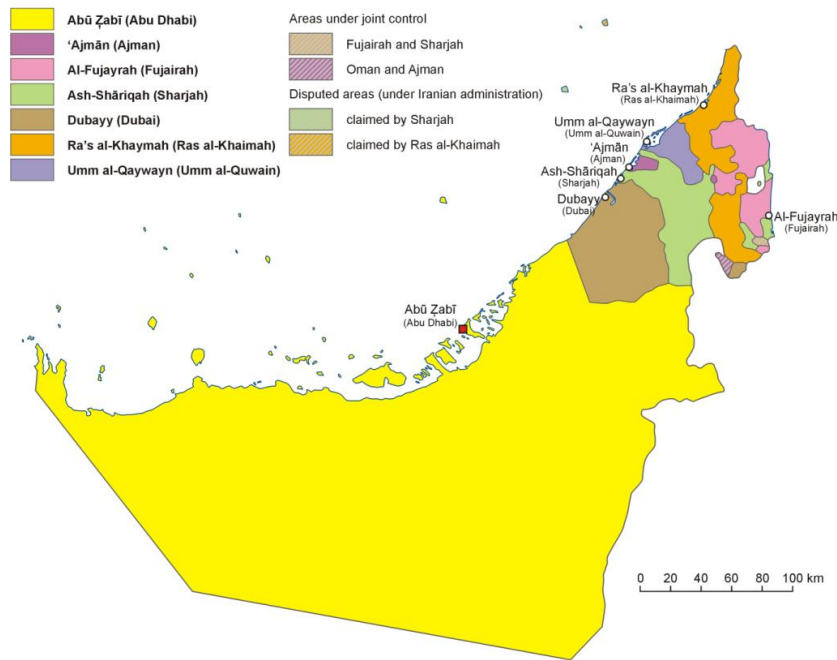 Abū Ẓabī (Abu Dhabi)
‘Ajmān (Ajman)
Al-Fujayrah (Fujairah)
Ash-Shāriqah (Sharjah)
Dubayy (Dubai)
Ra's al-Khaymah (Ras al-Khaimah)
Umm al-Qaywayn (Umm al-Quwain)
Areas under joint control
Fujairah and Sharjah
Oman and Ajman
Disputed areas (under Iranian administration)
claimed by Sharjah
claimed by Ras al-Khaimah
Ra's al-Khaymah
(Ras al-Khaimah)
Umm al-Qaywayn
(Umm al-Quwain)
‘Ajmān
(Ajman)
Ash-Shāriqah
(Sharjah)
Dubayy
(Dubai)
Al-Fujayrah
(Fujairah)
Abū Ẓabī
(Abu Dhabi)
0 20 40 60 80 100 km